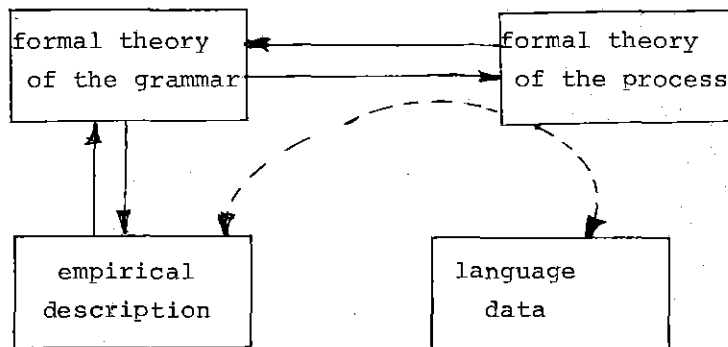 formal theory
of the grammar
formal theory
of the process
empirical
description
language
data